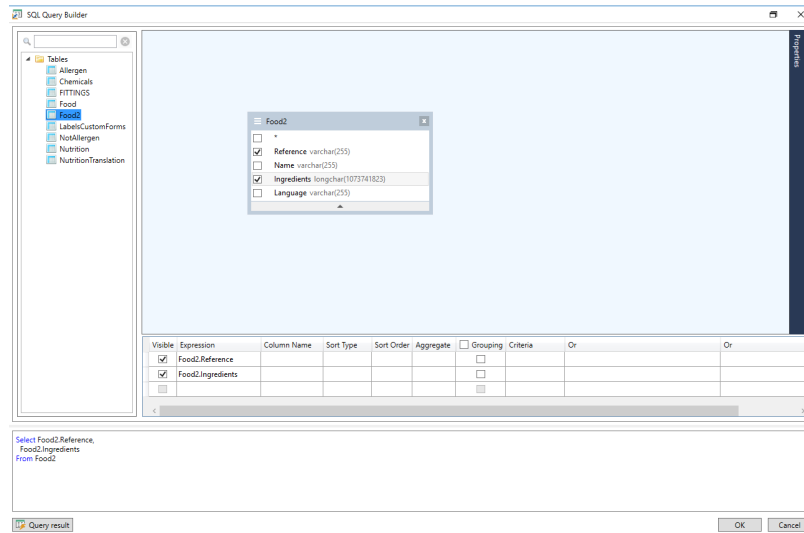 SQL Query Builder
Tables
Allergen
Chemicals
FITTINGS
Food
Food2
LabelsCustomForms
NotAllergen
Nutrition
NutritionTranslation
Properties
Food2
*
Reference varchar(255)
Name varchar(255)
Ingredients longchar(1073741823)
Language varchar(255)
Visible Expression Column Name Sort Type Sort Order Aggregate Grouping Criteria Or Or
Food2.Reference
Food2.Ingredients
Select Food2.Reference,
Food2.Ingredients
From Food2
Query result OK Cancel